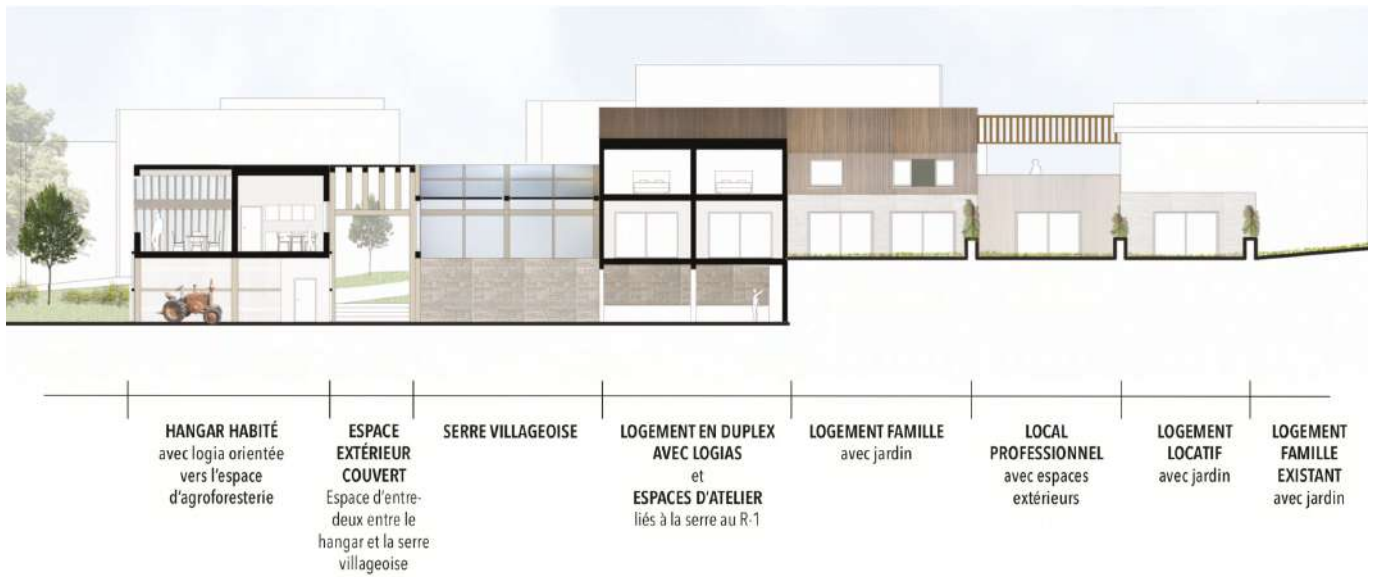 HANGAR HABITÉ
avec logia orientée
vers l'espace
d'agroforesterie
ESPACE
EXTÉRIEUR
COUVERT
Espace d'entre-
deux entre le
hangar et la serre
villageoise
SERRE VILLAGEOISE
LOGEMENT EN DUPLEX
AVEC LOGIAS
et
ESPACES D'ATELIER
liés à la serre au R-1
LOGEMENT FAMILLE
avec jardin
LOCAL
PROFESSIONNEL
avec espaces
extérieurs
LOGEMENT
LOCATIF
avec jardin
LOGEMENT
FAMILLE
EXISTANT
avec jardin